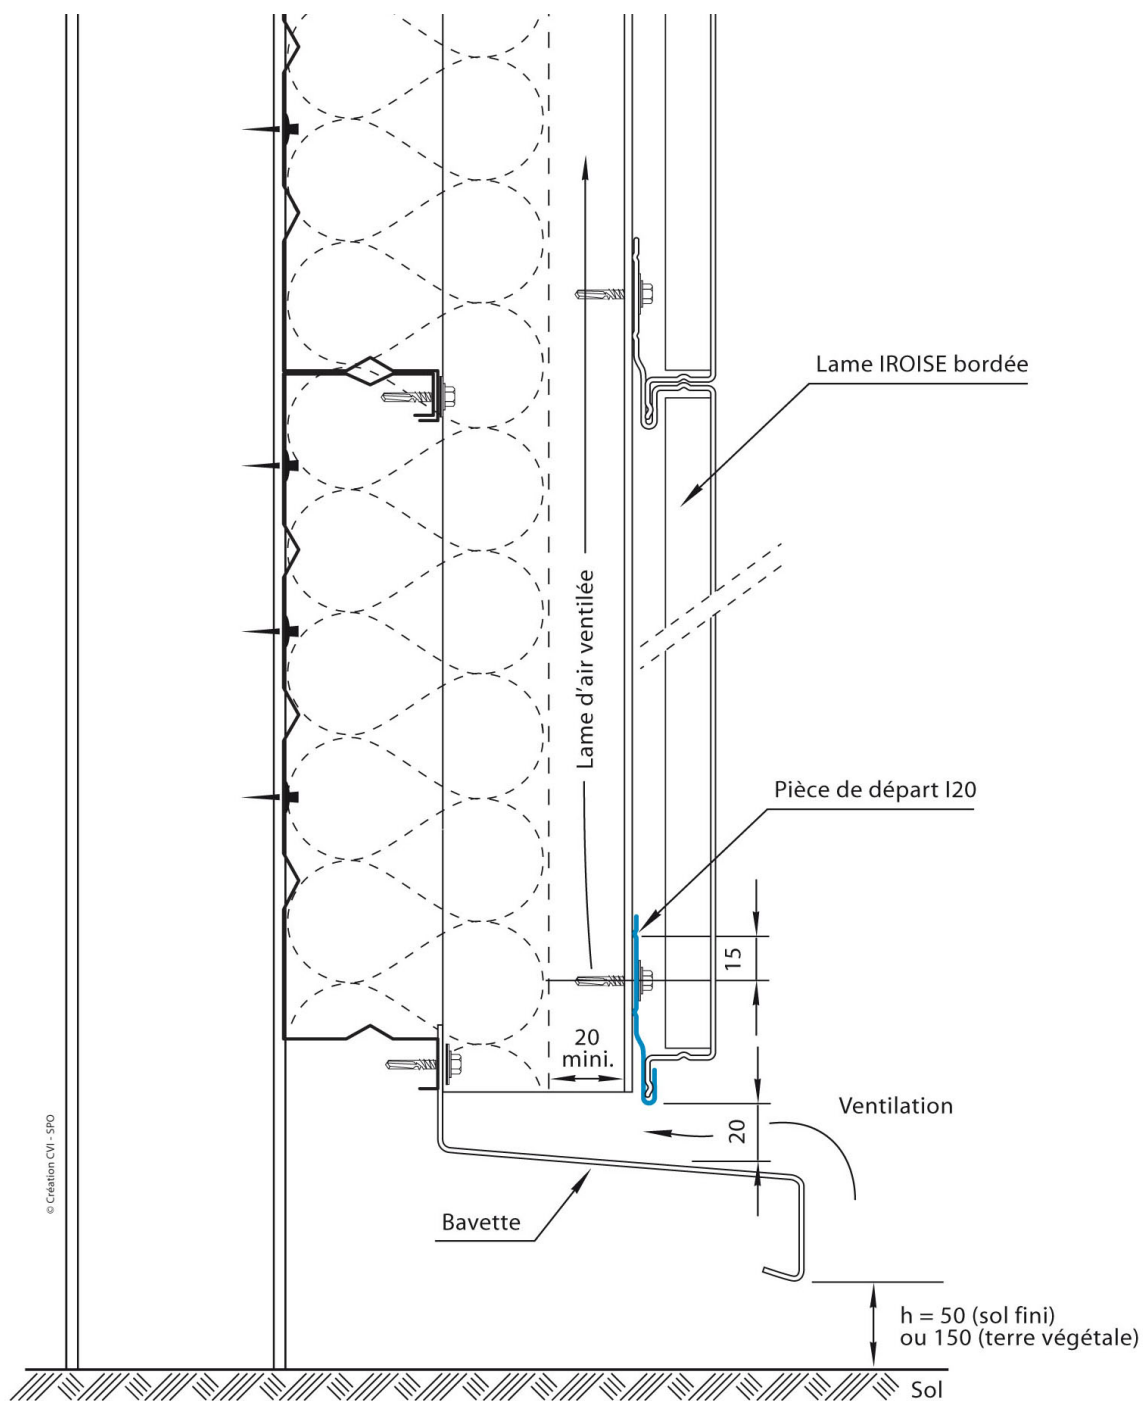 Lame IROISE bordée
Lame d'air ventilée
Pièce de départ I20
15
20
mini.
Ventilation
20
Bavette
h = 50 (sol fini)
ou 150 (terre végétale)
Sol
© Création CVI - SPO